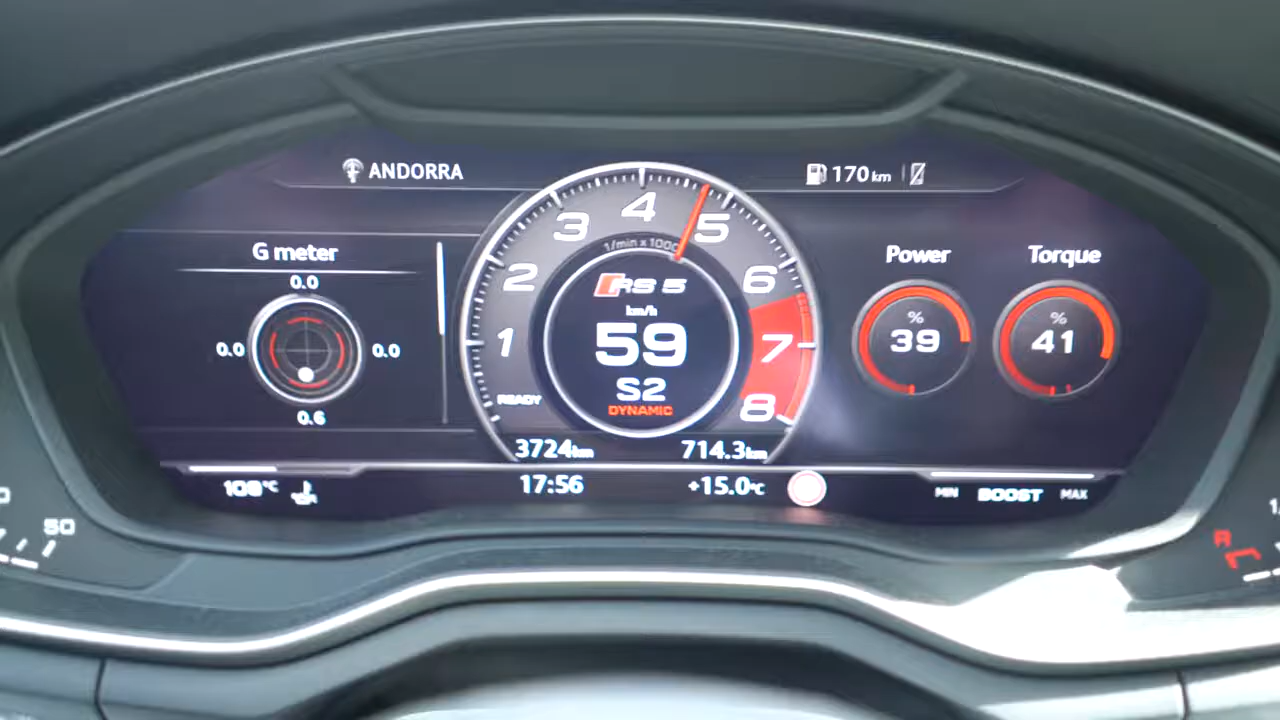 ANDORRA
170 km
G meter
0.0
0.0
0.0
0.6
1
2
3
4
5
6
7
8
1/min x 1000
RS 5
km/h
59
S2
DYNAMIC
READY
Power
%
39
Torque
%
41
3724 km
714.3 km
108°C
17:56
+15.0°C
MIN BOOST MAX
50